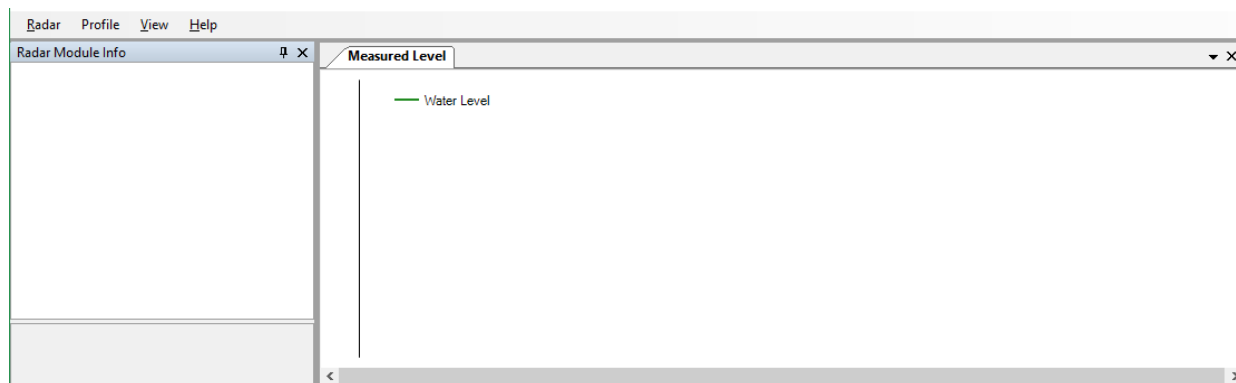 Radar Profile View Help
Radar Module Info
Measured Level
Water Level